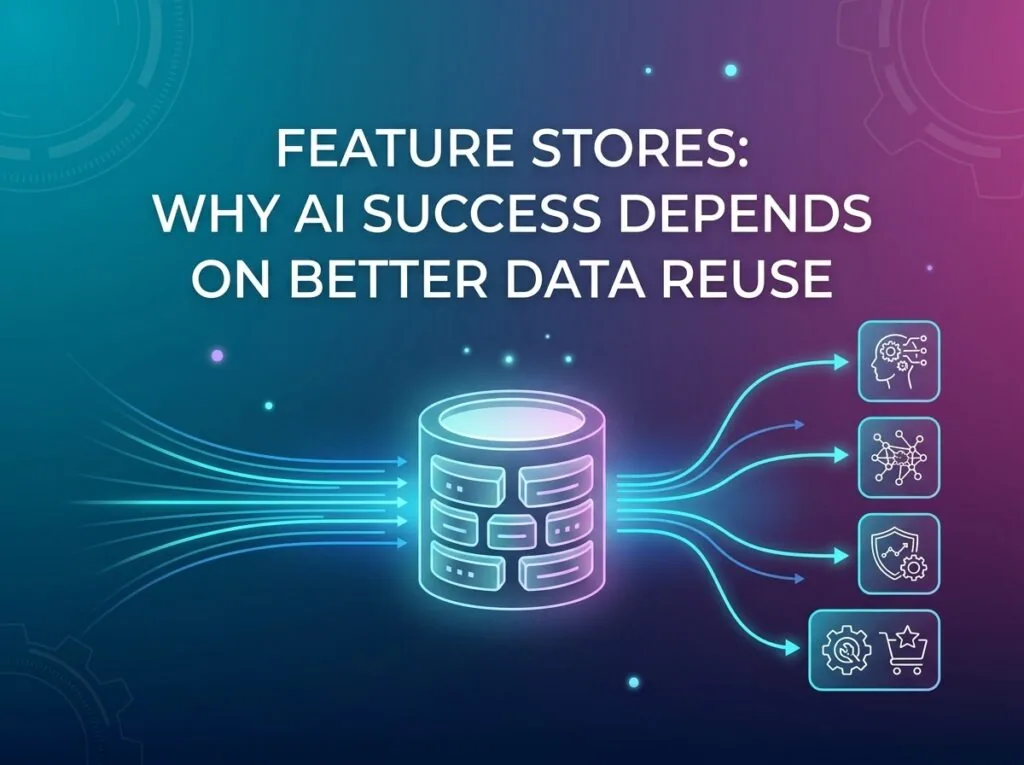 FEATURE STORES:
WHY AI SUCCESS DEPENDS
ON BETTER DATA REUSE